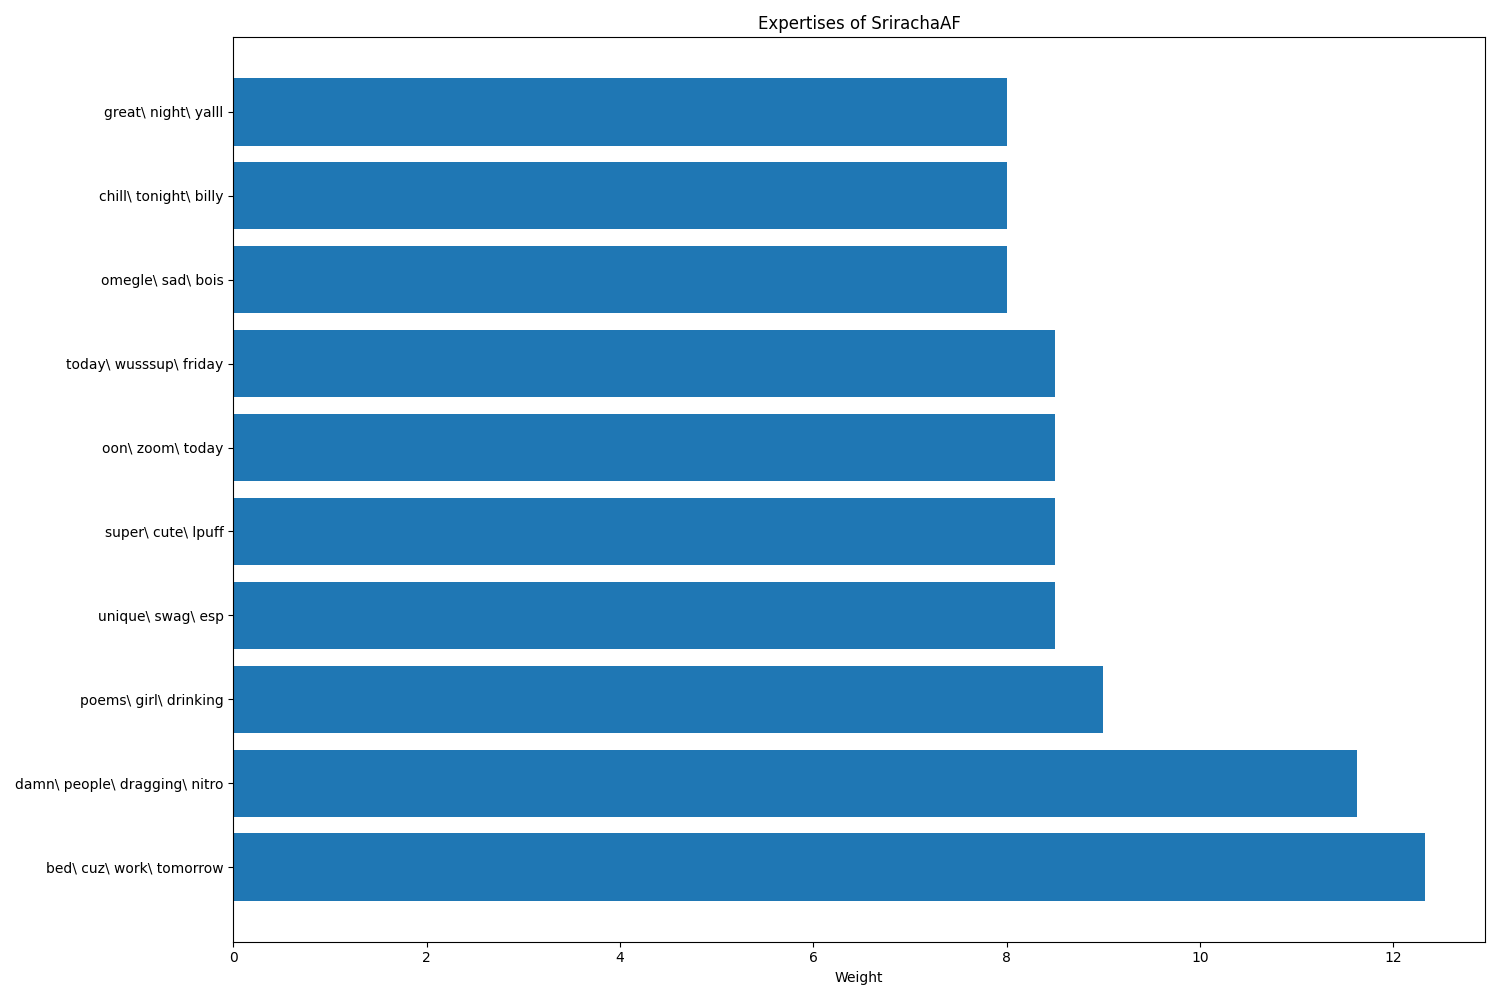 Expertises of SrirachaAF
great\ night\ yalll
chill\ tonight\ billy
omegle\ sad\ bois
today\ wusssup\ friday
oon\ zoom\ today
super\ cute\ lpuff
unique\ swag\ esp
poems\ girl\ drinking
damn\ people\ dragging\ nitro
bed\ cuz\ work\ tomorrow
0 2 4 6 8 10 12
Weight